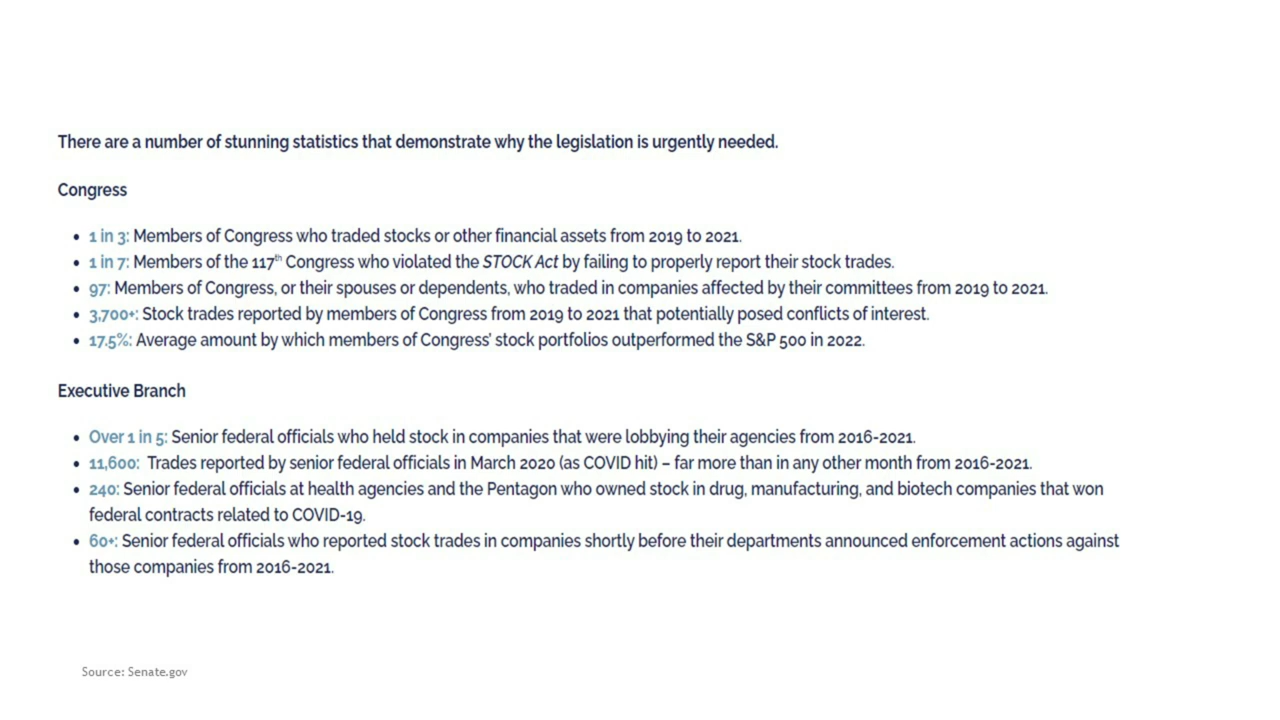 There are a number of stunning statistics that demonstrate why the legislation is urgently needed.
Congress
• 1 in 3: Members of Congress who traded stocks or other financial assets from 2019 to 2021.
• 1 in 7: Members of the 117th Congress who violated the STOCK Act by failing to properly report their stock trades.
• 97: Members of Congress, or their spouses or dependents, who traded in companies affected by their committees from 2019 to 2021.
• 3,700+: Stock trades reported by members of Congress from 2019 to 2021 that potentially posed conflicts of interest.
• 17.5%: Average amount by which members of Congress' stock portfolios outperformed the S&P 500 in 2022.
Executive Branch
• Over 1 in 5: Senior federal officials who held stock in companies that were lobbying their agencies from 2016-2021.
• 11,600: Trades reported by senior federal officials in March 2020 (as COVID hit) – far more than in any other month from 2016-2021.
• 240: Senior federal officials at health agencies and the Pentagon who owned stock in drug, manufacturing, and biotech companies that won
federal contracts related to COVID-19.
• 60+: Senior federal officials who reported stock trades in companies shortly before their departments announced enforcement actions against
those companies from 2016-2021.
Source: Senate.gov